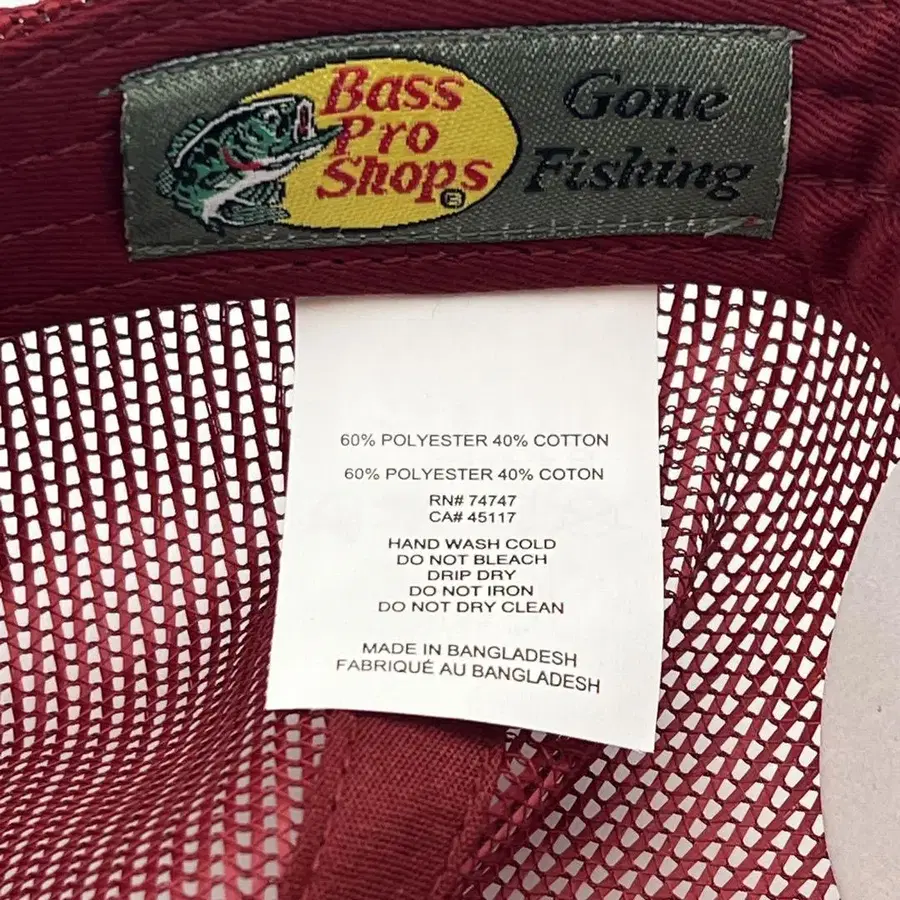 Bass
Pro
Shops®
Gone
Fishing
60% POLYESTER 40% COTTON
60% POLYESTER 40% COTON
RN# 74747
CA# 45117
HAND WASH COLD
DO NOT BLEACH
DRIP DRY
DO NOT IRON
DO NOT DRY CLEAN
MADE IN BANGLADESH
FABRIQUÉ AU BANGLADESH